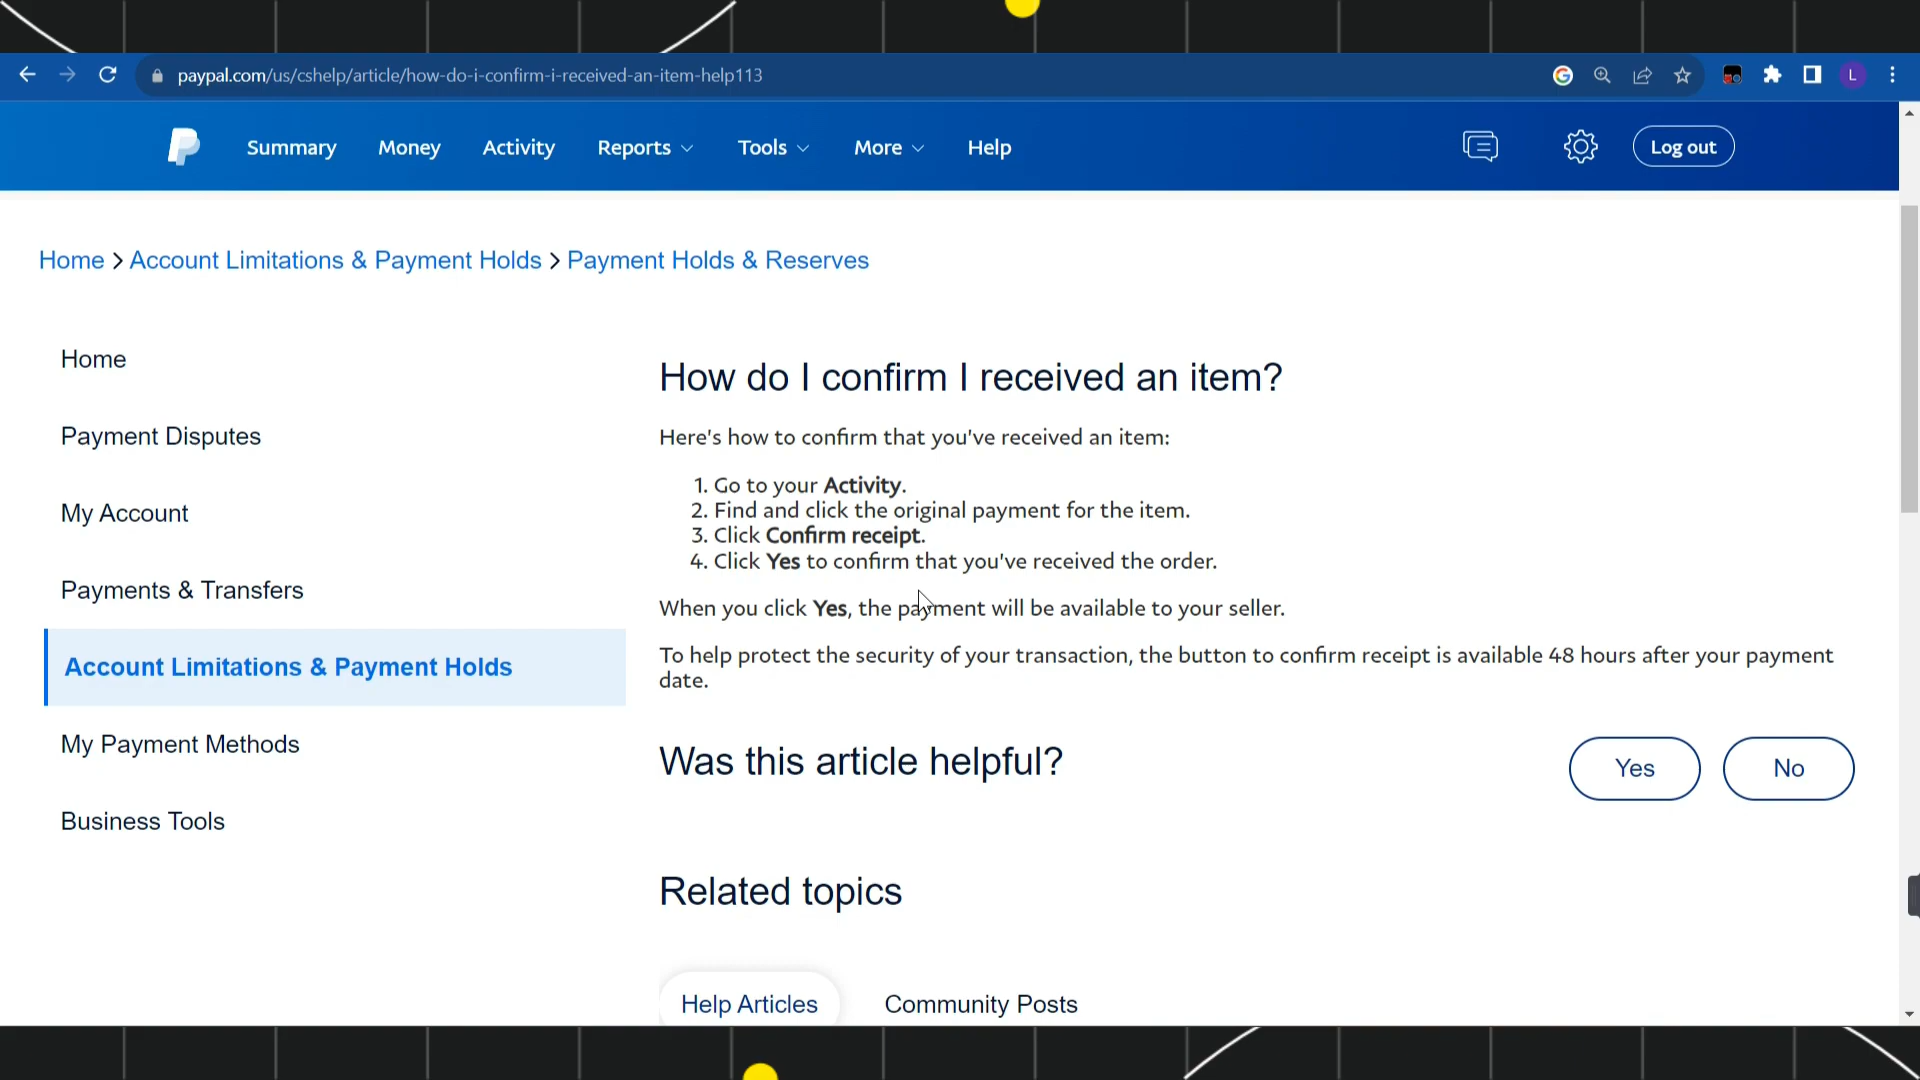 paypal.com/us/cshelp/article/how-do-i-confirm-i-received-an-item-help113
L
Summary Money Activity Reports Tools More Help Log out
Home > Account Limitations & Payment Holds > Payment Holds & Reserves
Home
Payment Disputes
My Account
Payments & Transfers
Account Limitations & Payment Holds
My Payment Methods
Business Tools
How do I confirm I received an item?
Here's how to confirm that you've received an item:
1. Go to your Activity.
2. Find and click the original payment for the item.
3. Click Confirm receipt.
4. Click Yes to confirm that you've received the order.
When you click Yes, the payment will be available to your seller.
To help protect the security of your transaction, the button to confirm receipt is available 48 hours after your payment
date.
Was this article helpful?
Yes No
Related topics
Help Articles Community Posts